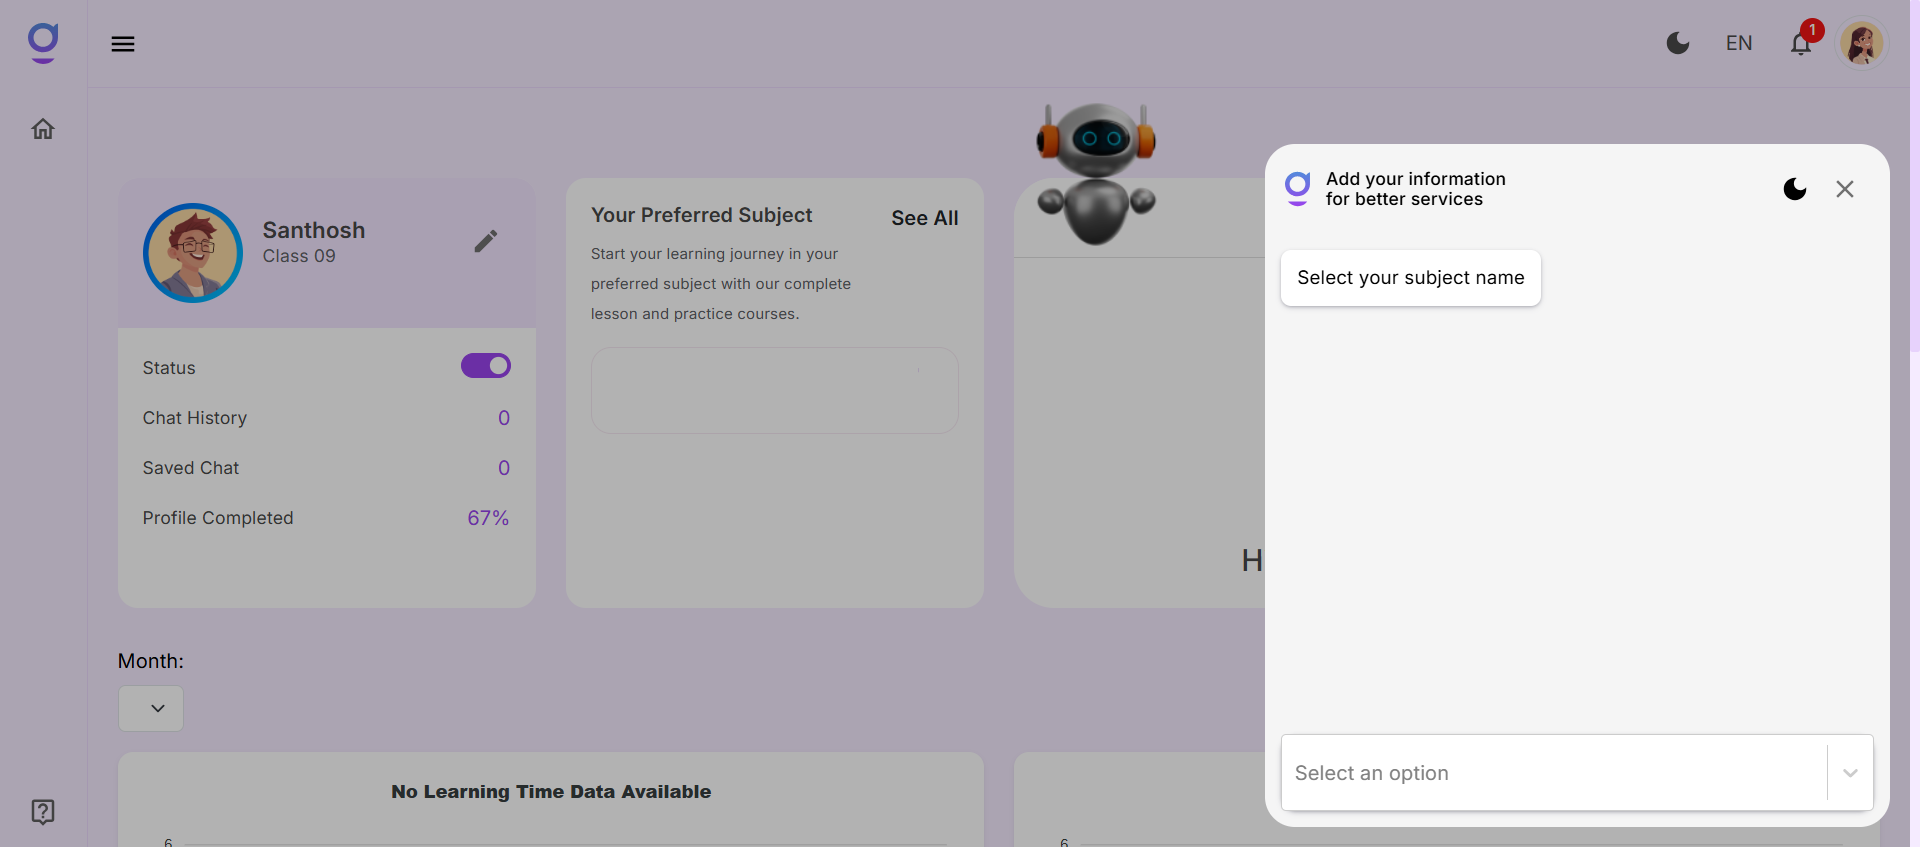 EN
1
Santhosh
Class 09
Status
Chat History 0
Saved Chat 0
Profile Completed 67%
Your Preferred Subject
See All
Start your learning journey in your
preferred subject with our complete
lesson and practice courses.
H
Add your information
for better services
Select your subject name
Select an option
Month:
No Learning Time Data Available
6
6